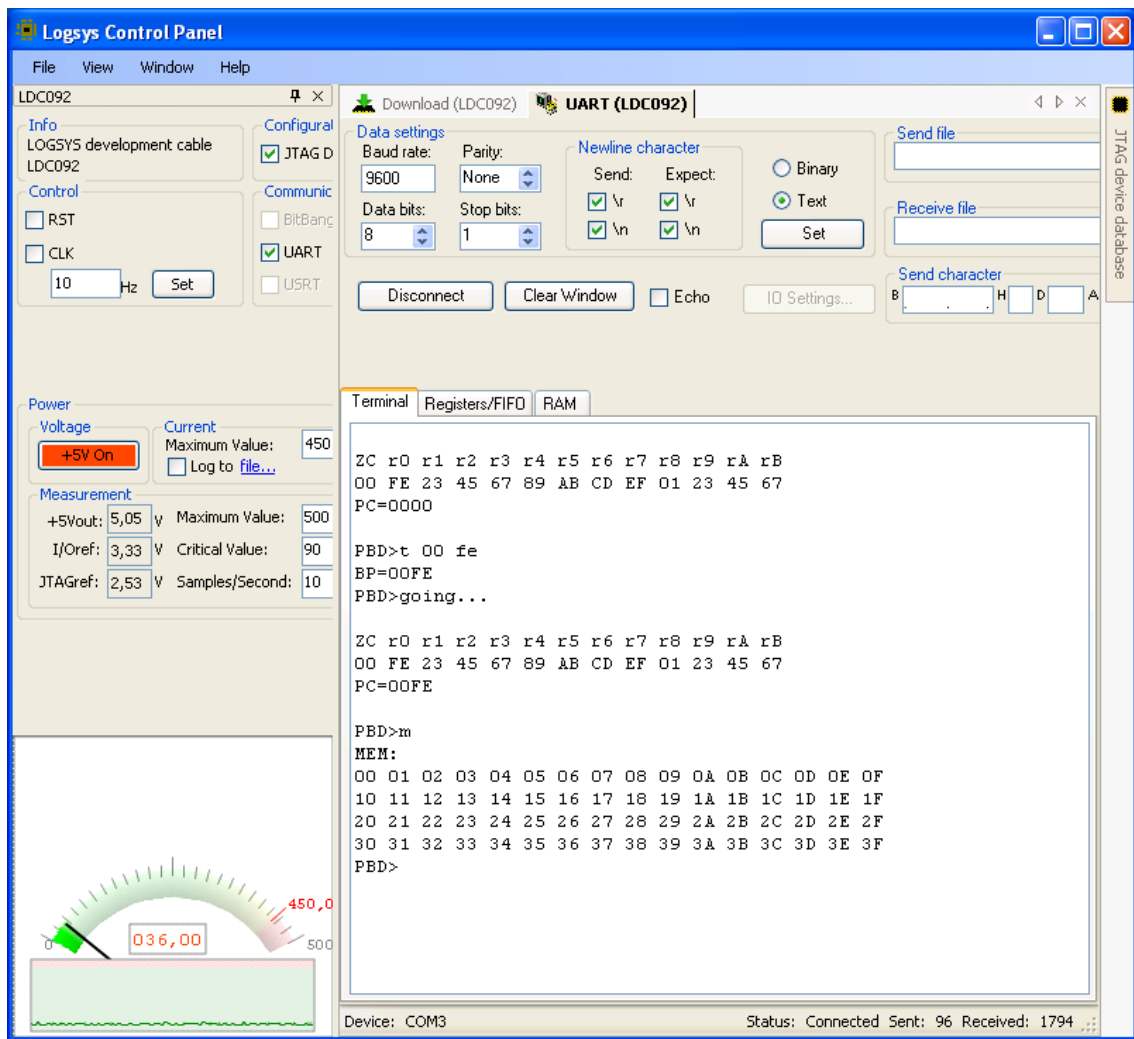 Logsys Control Panel
File View Window Help
LDC092
Info
LOGSYS development cable
LDC092
Configurat
JTAG D
Control
RST
CLK
10 Hz Set
Communic
BitBang
UART
USRT
Power
Voltage
+5V On
Current
Maximum Value: 450
Log to file...
Measurement
+5Vout: 5,05 V Maximum Value: 500
I/Oref: 3,33 V Critical Value: 90
JTAGref: 2,53 V Samples/Second: 10
0
036,00
450,0
500
Download (LDC092) UART (LDC092)
Data settings
Baud rate: Parity:
9600 None
Data bits: Stop bits:
8 1
Newline character
Send: Expect:
\r \r
\n \n
Binary
Text
Set
Send file
Receive file
Send character
B . . . H D A
Disconnect Clear Window Echo IO Settings...
JTAG device database
Terminal Registers/FIFO RAM
ZC r0 r1 r2 r3 r4 r5 r6 r7 r8 r9 rA rB
00 FE 23 45 67 89 AB CD EF 01 23 45 67
PC=0000
PBD>t 00 fe
BP=00FE
PBD>going...
ZC r0 r1 r2 r3 r4 r5 r6 r7 r8 r9 rA rB
00 FE 23 45 67 89 AB CD EF 01 23 45 67
PC=00FE
PBD>m
MEM:
00 01 02 03 04 05 06 07 08 09 0A 0B 0C 0D 0E 0F
10 11 12 13 14 15 16 17 18 19 1A 1B 1C 1D 1E 1F
20 21 22 23 24 25 26 27 28 29 2A 2B 2C 2D 2E 2F
30 31 32 33 34 35 36 37 38 39 3A 3B 3C 3D 3E 3F
PBD>
Device: COM3 Status: Connected Sent: 96 Received: 1794